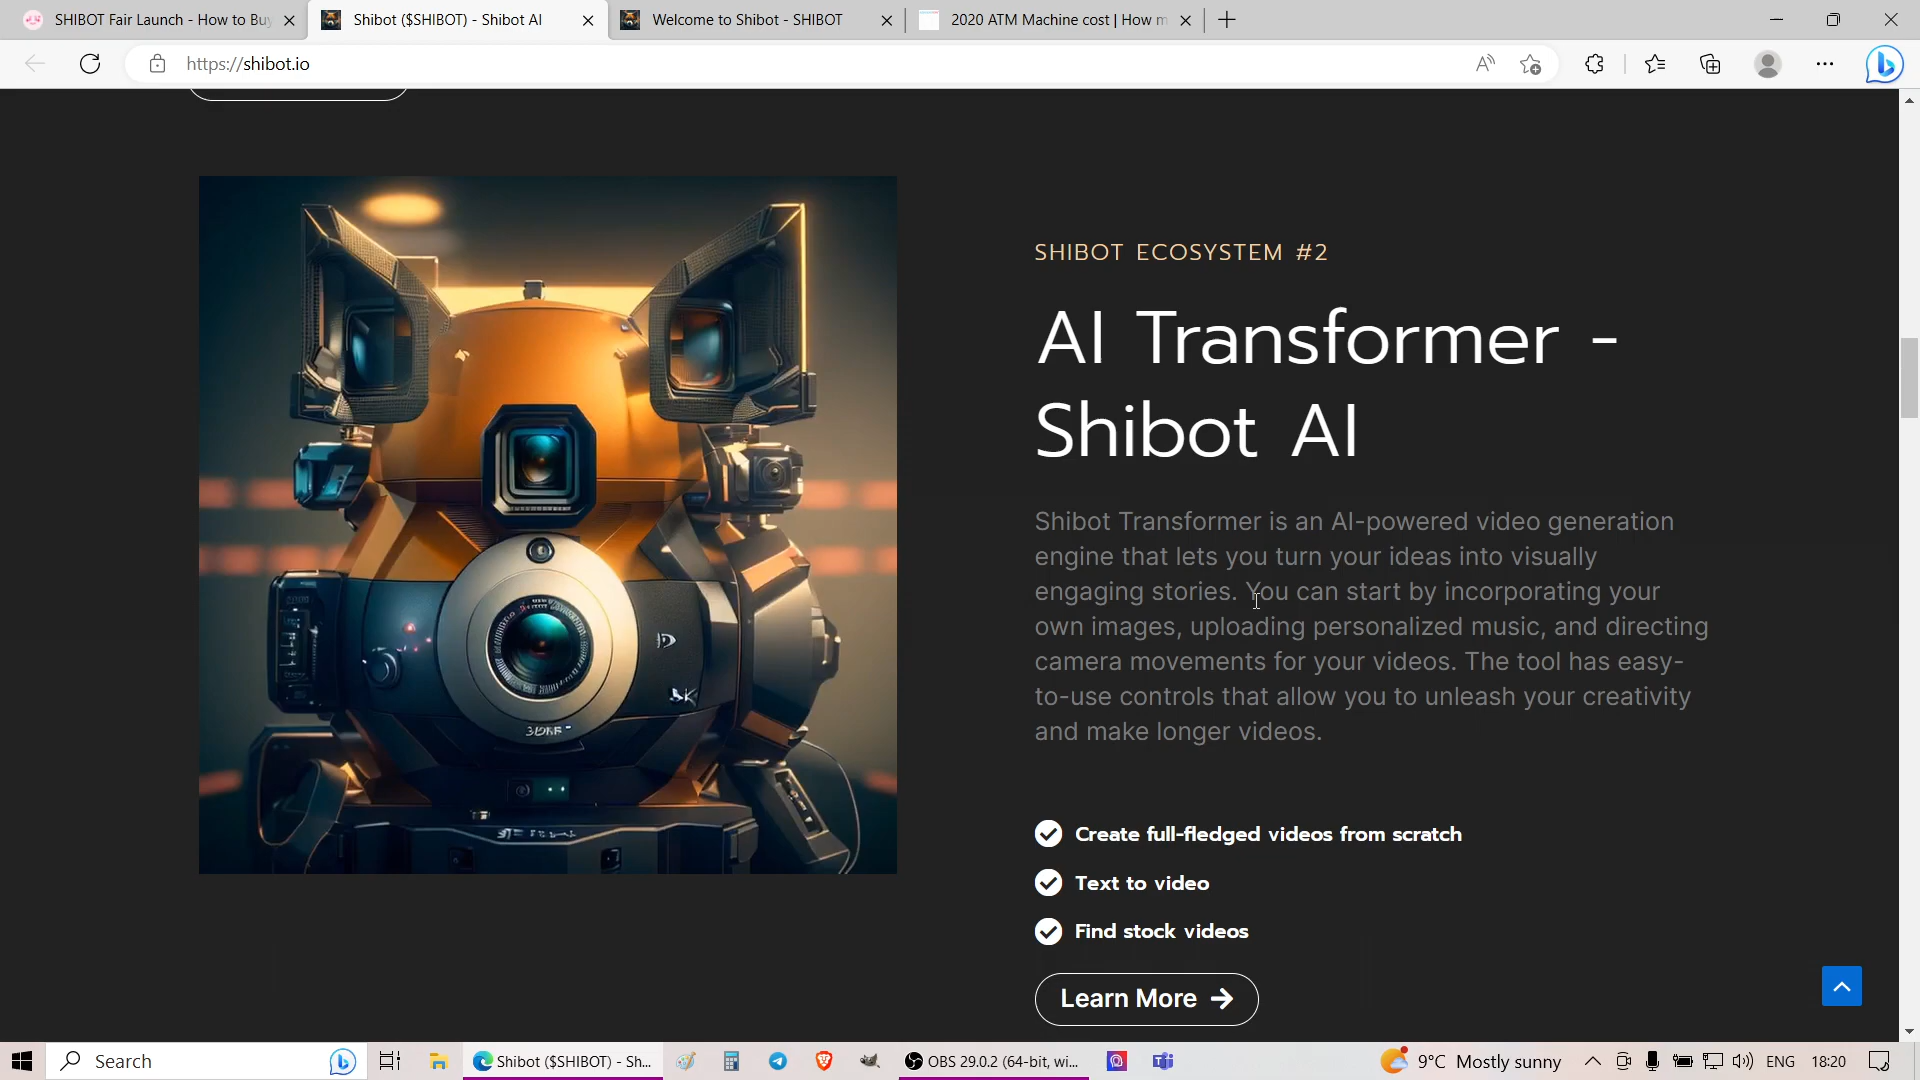 SHIBOT Fair Launch - How to Buy
Shibot ($SHIBOT) - Shibot AI
Welcome to Shibot - SHIBOT
2020 ATM Machine cost | How m
https://shibot.io
SHIBOT ECOSYSTEM #2
AI Transformer -
Shibot AI
Shibot Transformer is an AI-powered video generation
engine that lets you turn your ideas into visually
engaging stories. You can start by incorporating your
own images, uploading personalized music, and directing
camera movements for your videos. The tool has easy-
to-use controls that allow you to unleash your creativity
and make longer videos.
Create full-fledged videos from scratch
Text to video
Find stock videos
Learn More
Search
Shibot ($SHIBOT) - Sh...
OBS 29.0.2 (64-bit, wi...
9°C Mostly sunny
ENG
18:20